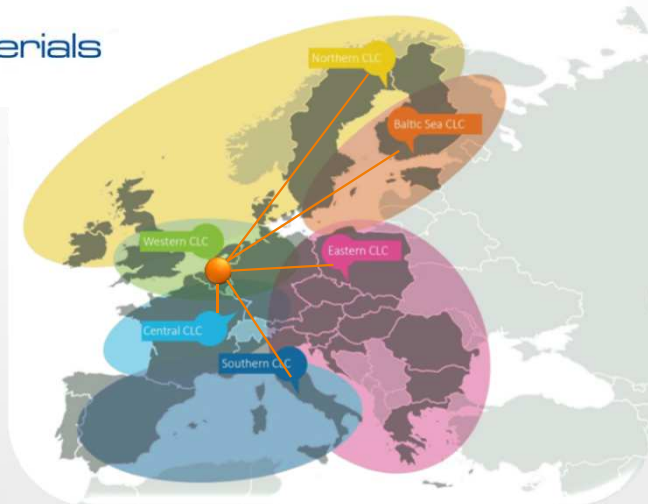 erials
Northern CLC
Baltic Sea CLC
Western CLC
Eastern CLC
Central CLC
Southern CLC